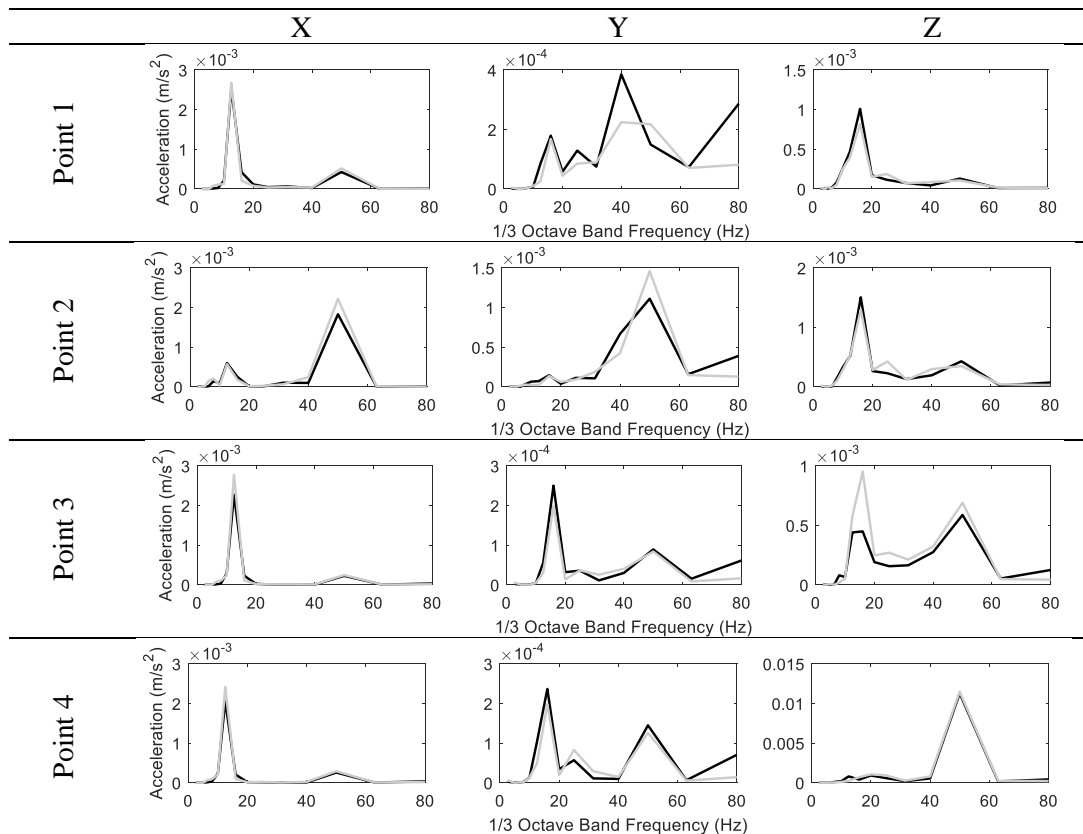 X Y Z
Point 1
×10⁻³
Acceleration (m/s²)
3
2
1
0
0 20 40 60 80
×10⁻⁴
4
2
0
0 20 40 60 80
1/3 Octave Band Frequency (Hz)
×10⁻³
1.5
1
0.5
0
0 20 40 60 80
Point 2
×10⁻³
Acceleration (m/s²)
3
2
1
0
0 20 40 60 80
×10⁻³
1.5
1
0.5
0
0 20 40 60 80
1/3 Octave Band Frequency (Hz)
×10⁻³
2
1
0
0 20 40 60 80
Point 3
×10⁻³
Acceleration (m/s²)
3
2
1
0
0 20 40 60 80
×10⁻⁴
3
2
1
0
0 20 40 60 80
1/3 Octave Band Frequency (Hz)
×10⁻³
1
0.5
0
0 20 40 60 80
Point 4
×10⁻³
Acceleration (m/s²)
3
2
1
0
0 20 40 60 80
×10⁻⁴
3
2
1
0
0 20 40 60 80
1/3 Octave Band Frequency (Hz)
0.015
0.01
0.005
0
0 20 40 60 80